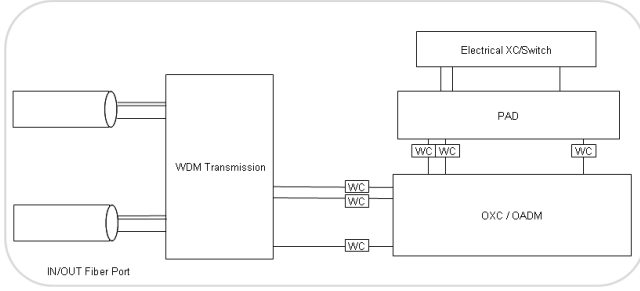 Electrical XC/Switch
PAD
WC WC WC
WDM Transmission
WC
WC
OXC / OADM
WC
IN/OUT Fiber Port